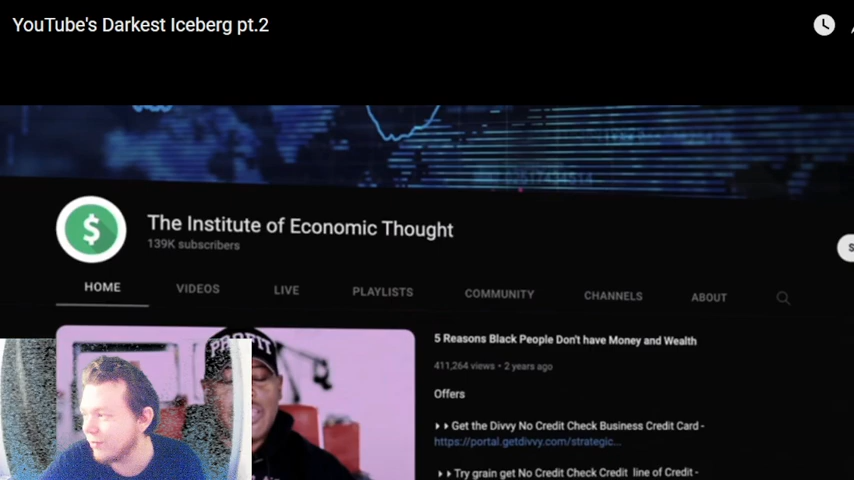 YouTube's Darkest Iceberg pt.2
The Institute of Economic Thought
139K subscribers
HOME VIDEOS LIVE PLAYLISTS COMMUNITY CHANNELS ABOUT
5 Reasons Black People Don't have Money and Wealth
411,264 views • 2 years ago
Offers
Get the Divvy No Credit Check Business Credit Card -
https://portal.getdivvy.com/strategic...
Try grain get No Credit Check Credit line of Credit -
PROFIT
$